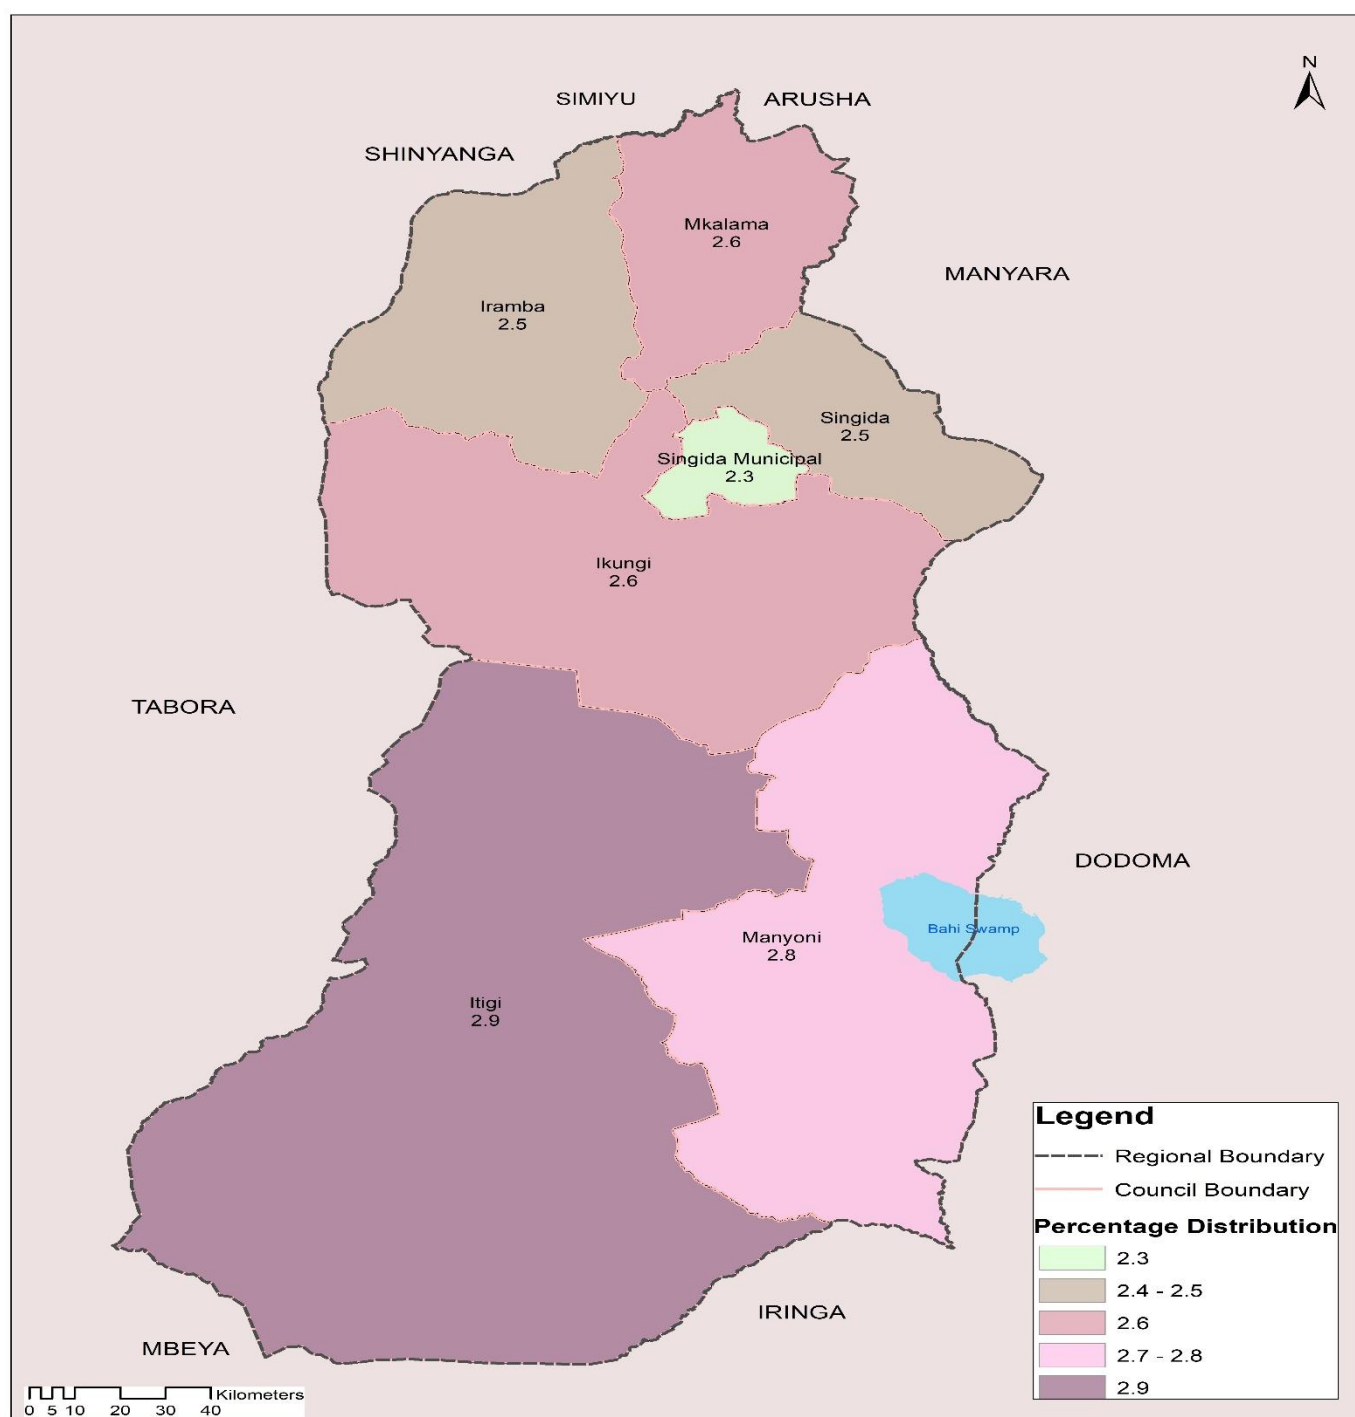 N
SIMIYU
ARUSHA
SHINYANGA
Mkalama
2.6
MANYARA
Iramba
2.5
Singida
2.5
Singida Municipal
2.3
Ikungi
2.6
TABORA
DODOMA
Bahi Swamp
Manyoni
2.8
Itigi
2.9
Legend
Regional Boundary
Council Boundary
Percentage Distribution
2.3
2.4 - 2.5
2.6
2.7 - 2.8
2.9
IRINGA
MBEYA
Kilometers
0 5 10 20 30 40